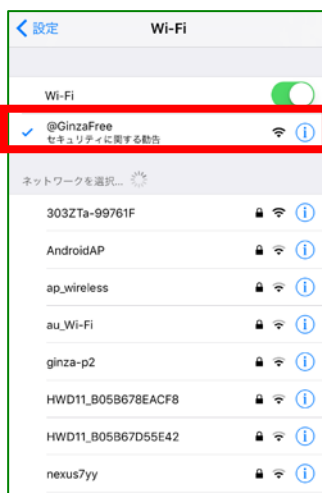 設定
Wi-Fi
Wi-Fi
@GinzaFree
セキュリティに関する勧告
ネットワークを選択...
303ZTa-99761F
AndroidAP
ap_wireless
au_Wi-Fi
ginza-p2
HWD11_B05B678EACF8
HWD11_B05B67D55E42
nexus7yy